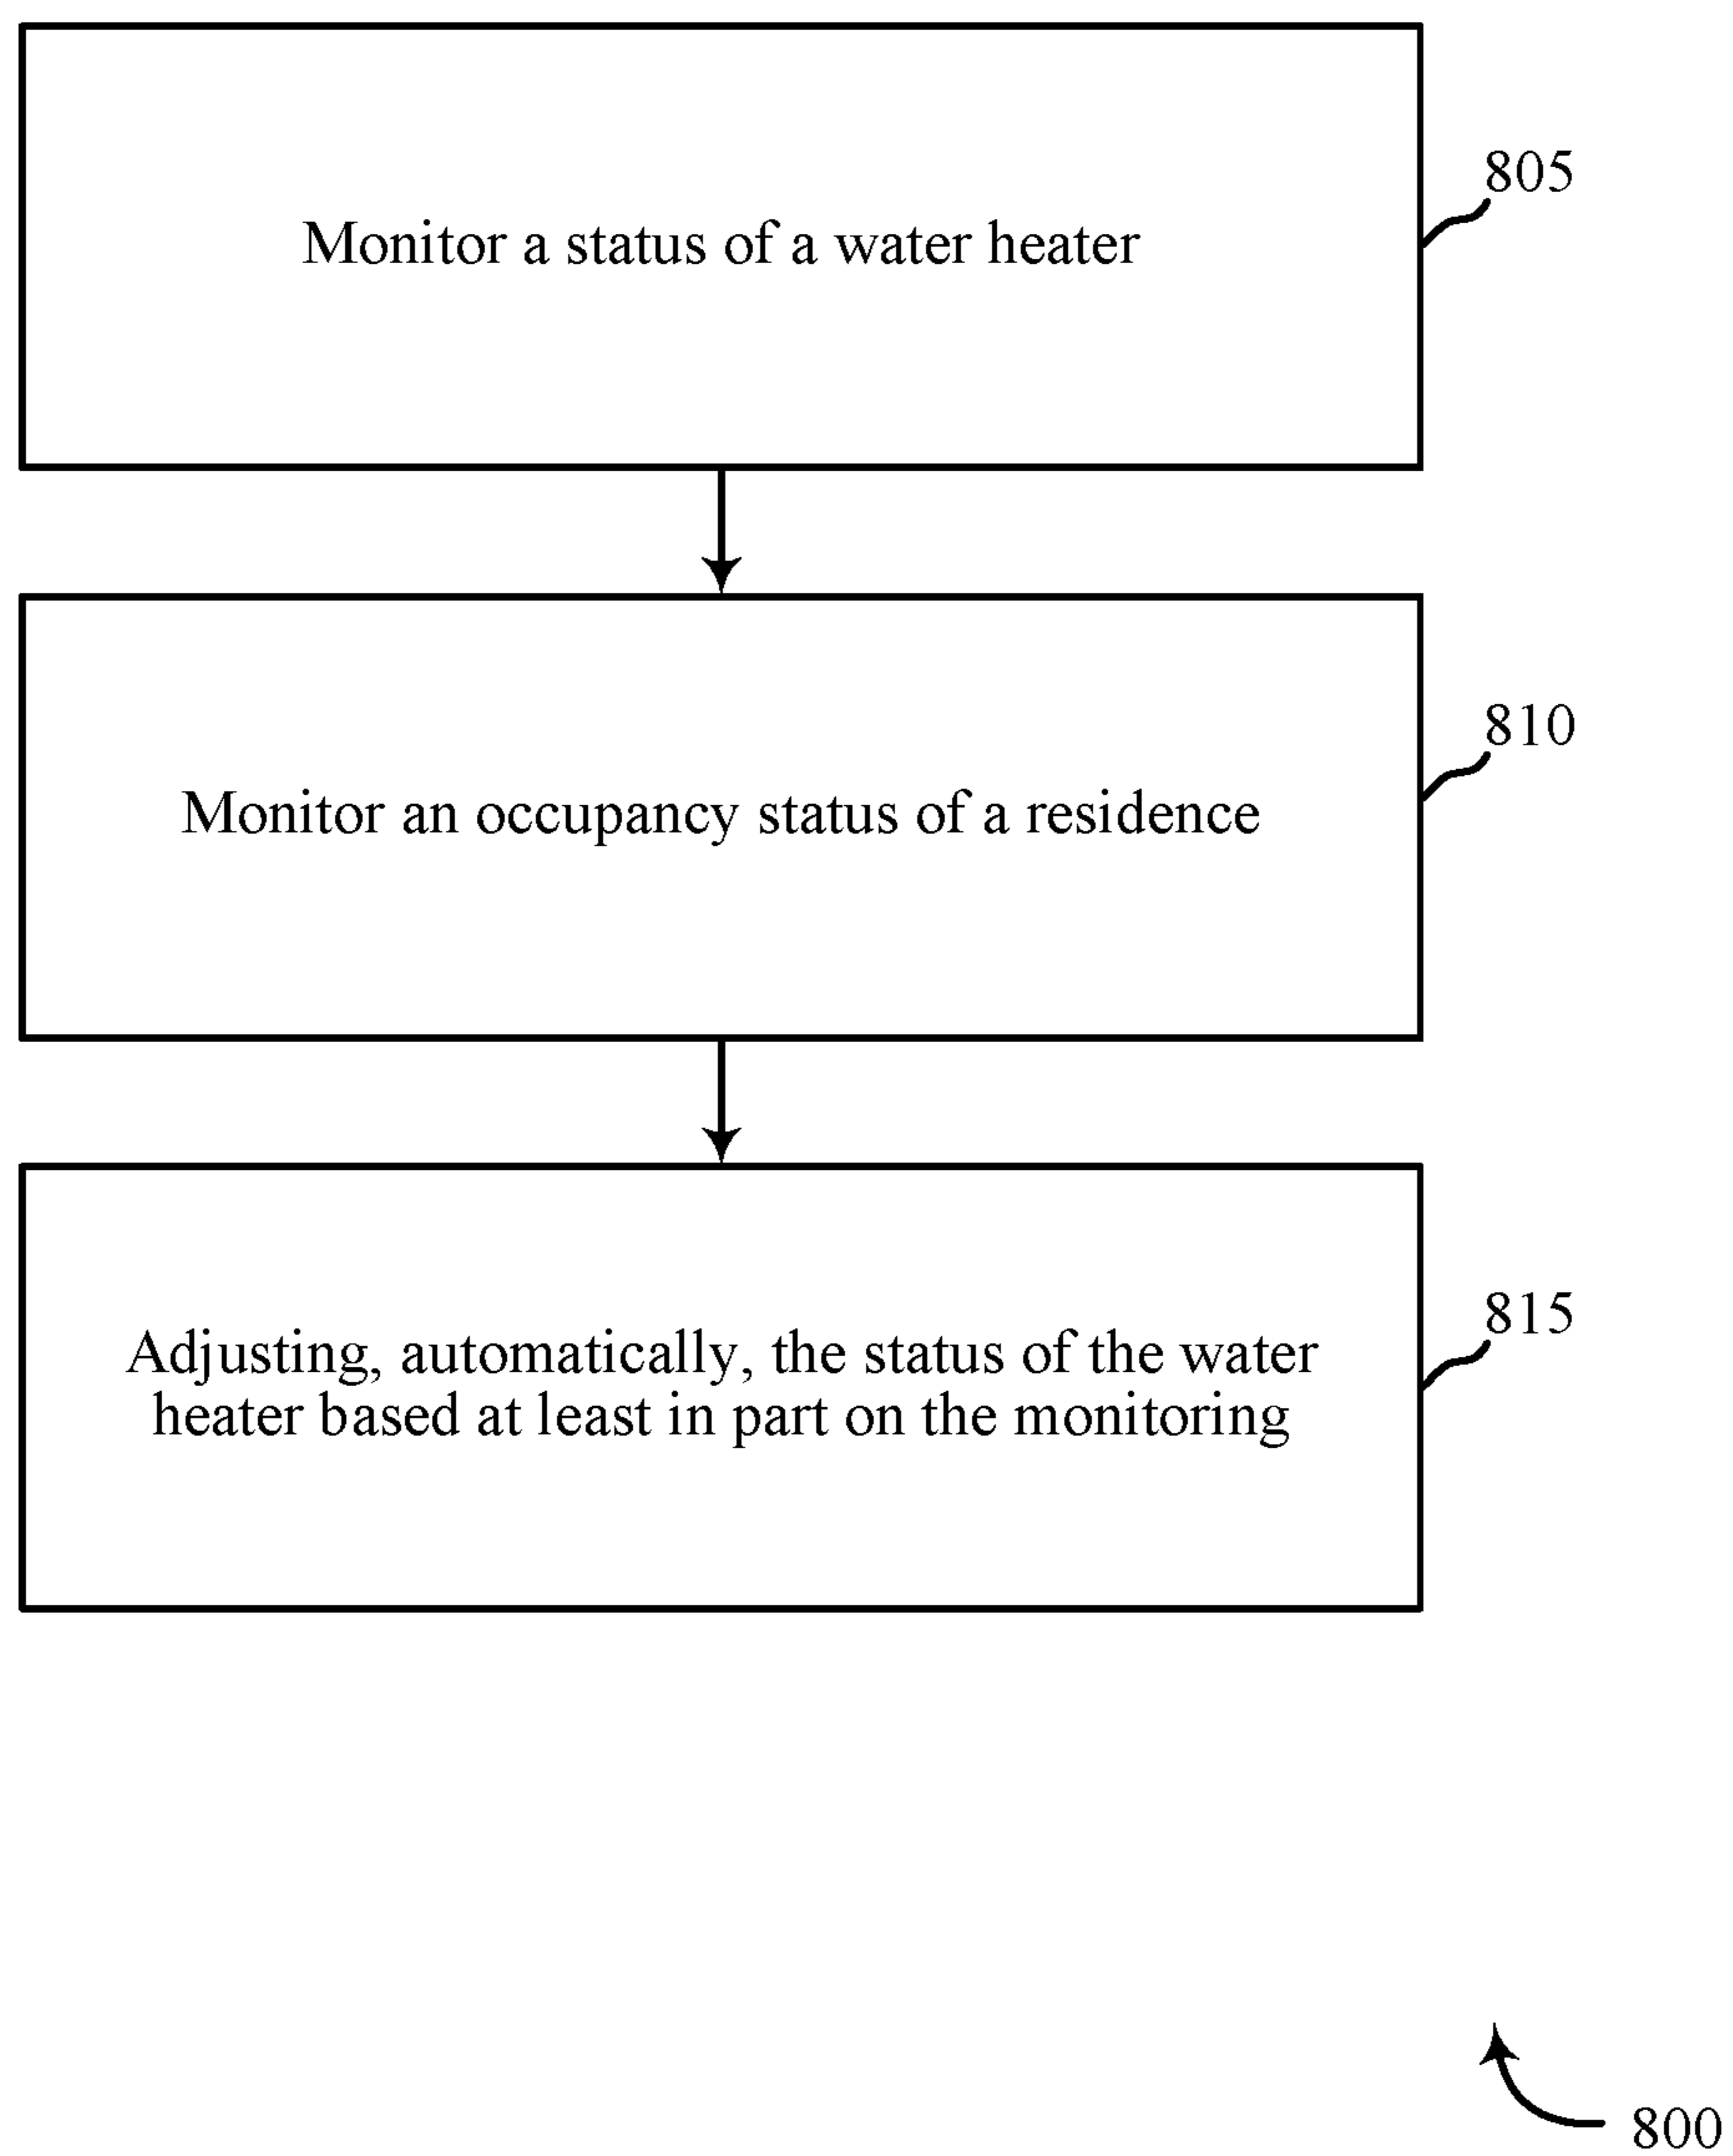 Monitor a status of a water heater
805
Monitor an occupancy status of a residence
810
Adjusting, automatically, the status of the water
heater based at least in part on the monitoring
815
800